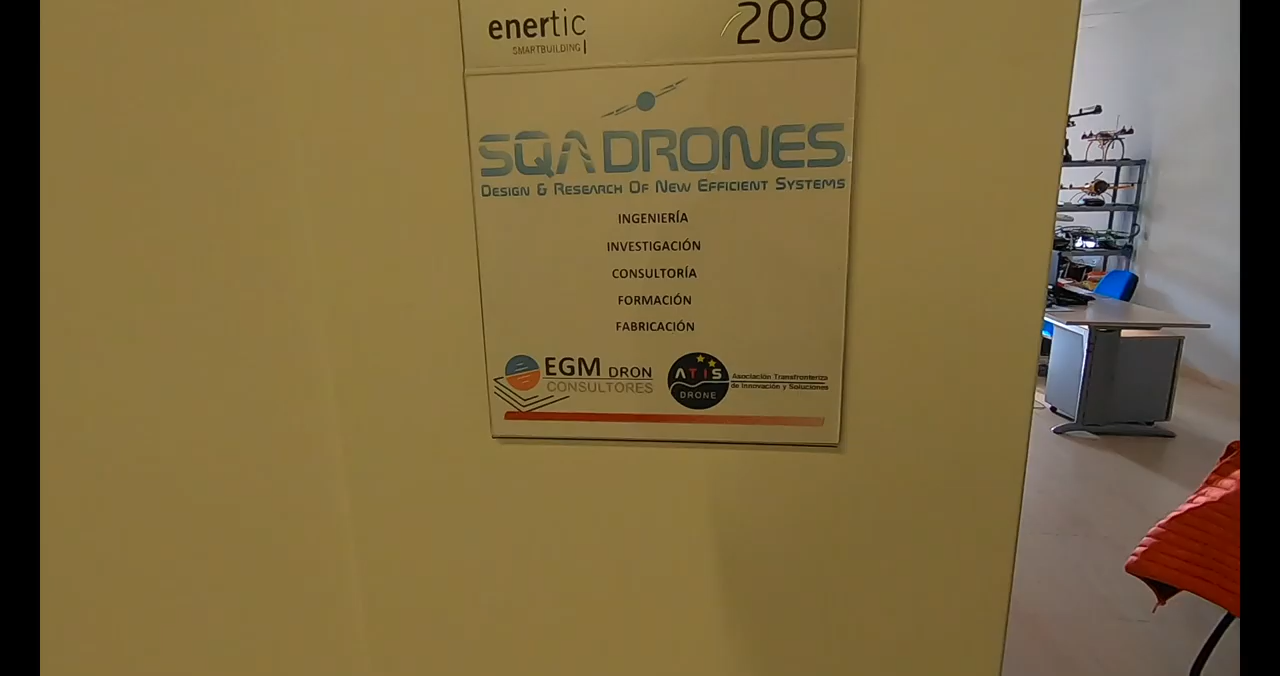 enertic
SMARTBUILDING
208
SQA DRONES
DESIGN & RESEARCH OF NEW EFFICIENT SYSTEMS
INGENIERÍA
INVESTIGACIÓN
CONSULTORÍA
FORMACIÓN
FABRICACIÓN
EGM DRON
CONSULTORES
ATIS
DRONE
Asociación Transfronteriza
de Innovación y Soluciones